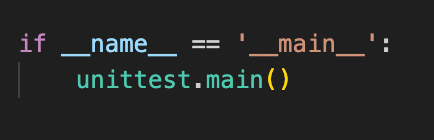 if __name__ == '__main__':
    unittest.main()